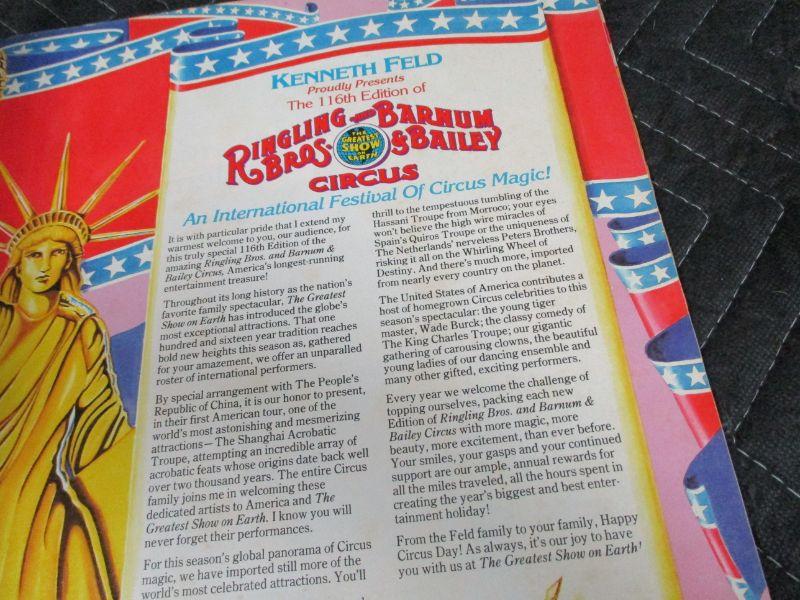 KENNETH FELD
Proudly Presents
The 116th Edition of
RINGLING BROS. AND BARNUM & BAILEY
THE GREATEST SHOW ON EARTH
CIRCUS
An International Festival Of Circus Magic!
It is with particular pride that I extend my
warmest welcome to you, our audience, for
this truly special 116th Edition of the
amazing Ringling Bros. and Barnum &
Bailey Circus, America's longest-running
entertainment treasure!
Throughout its long history as the nation's
favorite family spectacular, The Greatest
Show on Earth has introduced the globe's
most exceptional attractions. That one
hundred and sixteen year tradition reaches
bold new heights this season as, gathered
for your amazement, we offer an unparalled
roster of international performers.
By special arrangement with The People's
Republic of China, it is our honor to present,
in their first American tour, one of the
world's most astonishing and mesmerizing
attractions—The Shanghai Acrobatic
Troupe, attempting an incredible array of
acrobatic feats whose origins date back well
over two thousand years. The entire Circus
family joins me in welcoming these
dedicated artists to America and The
Greatest Show on Earth. I know you will
never forget their performances.
For this season's global panorama of Circus
magic, we have imported still more of the
world's most celebrated attractions. You'll
thrill to the tempestuous tumbling of the
Hassani Troupe from Morroco; your eyes
won't believe the high wire miracles of
Spain's Quiros Troupe or the uniqueness of
The Netherlands' nerveless Peters Brothers,
risking it all on the Whirling Wheel of
Destiny. And there's much more, imported
from nearly every country on the planet.
The United States of America contributes a
host of homegrown Circus celebrities to this
season's spectacular: the young tiger
master, Wade Burck; the classy comedy of
The King Charles Troupe; our gigantic
gathering of carousing clowns, the beautiful
young ladies of our dancing ensemble and
many other gifted, exciting performers.
Every year we welcome the challenge of
topping ourselves, packing each new
Edition of Ringling Bros. and Barnum &
Bailey Circus with more magic, more
beauty, more excitement, than ever before.
Your smiles, your gasps and your continued
support are our ample, annual rewards for
all the miles traveled, all the hours spent in
creating the year's biggest and best enter-
tainment holiday!
From the Feld family to your family, Happy
Circus Day! As always, it's our joy to have
you with us at The Greatest Show on Earth!